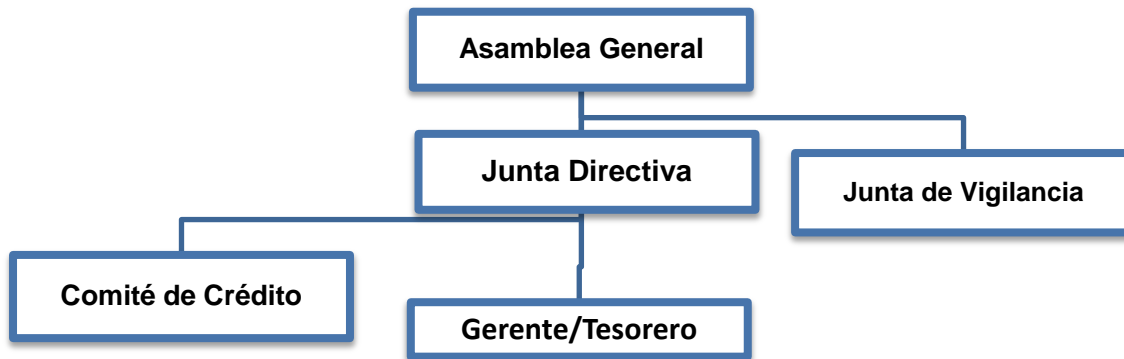 Asamblea General
Junta Directiva
Junta de Vigilancia
Comité de Crédito
Gerente/Tesorero